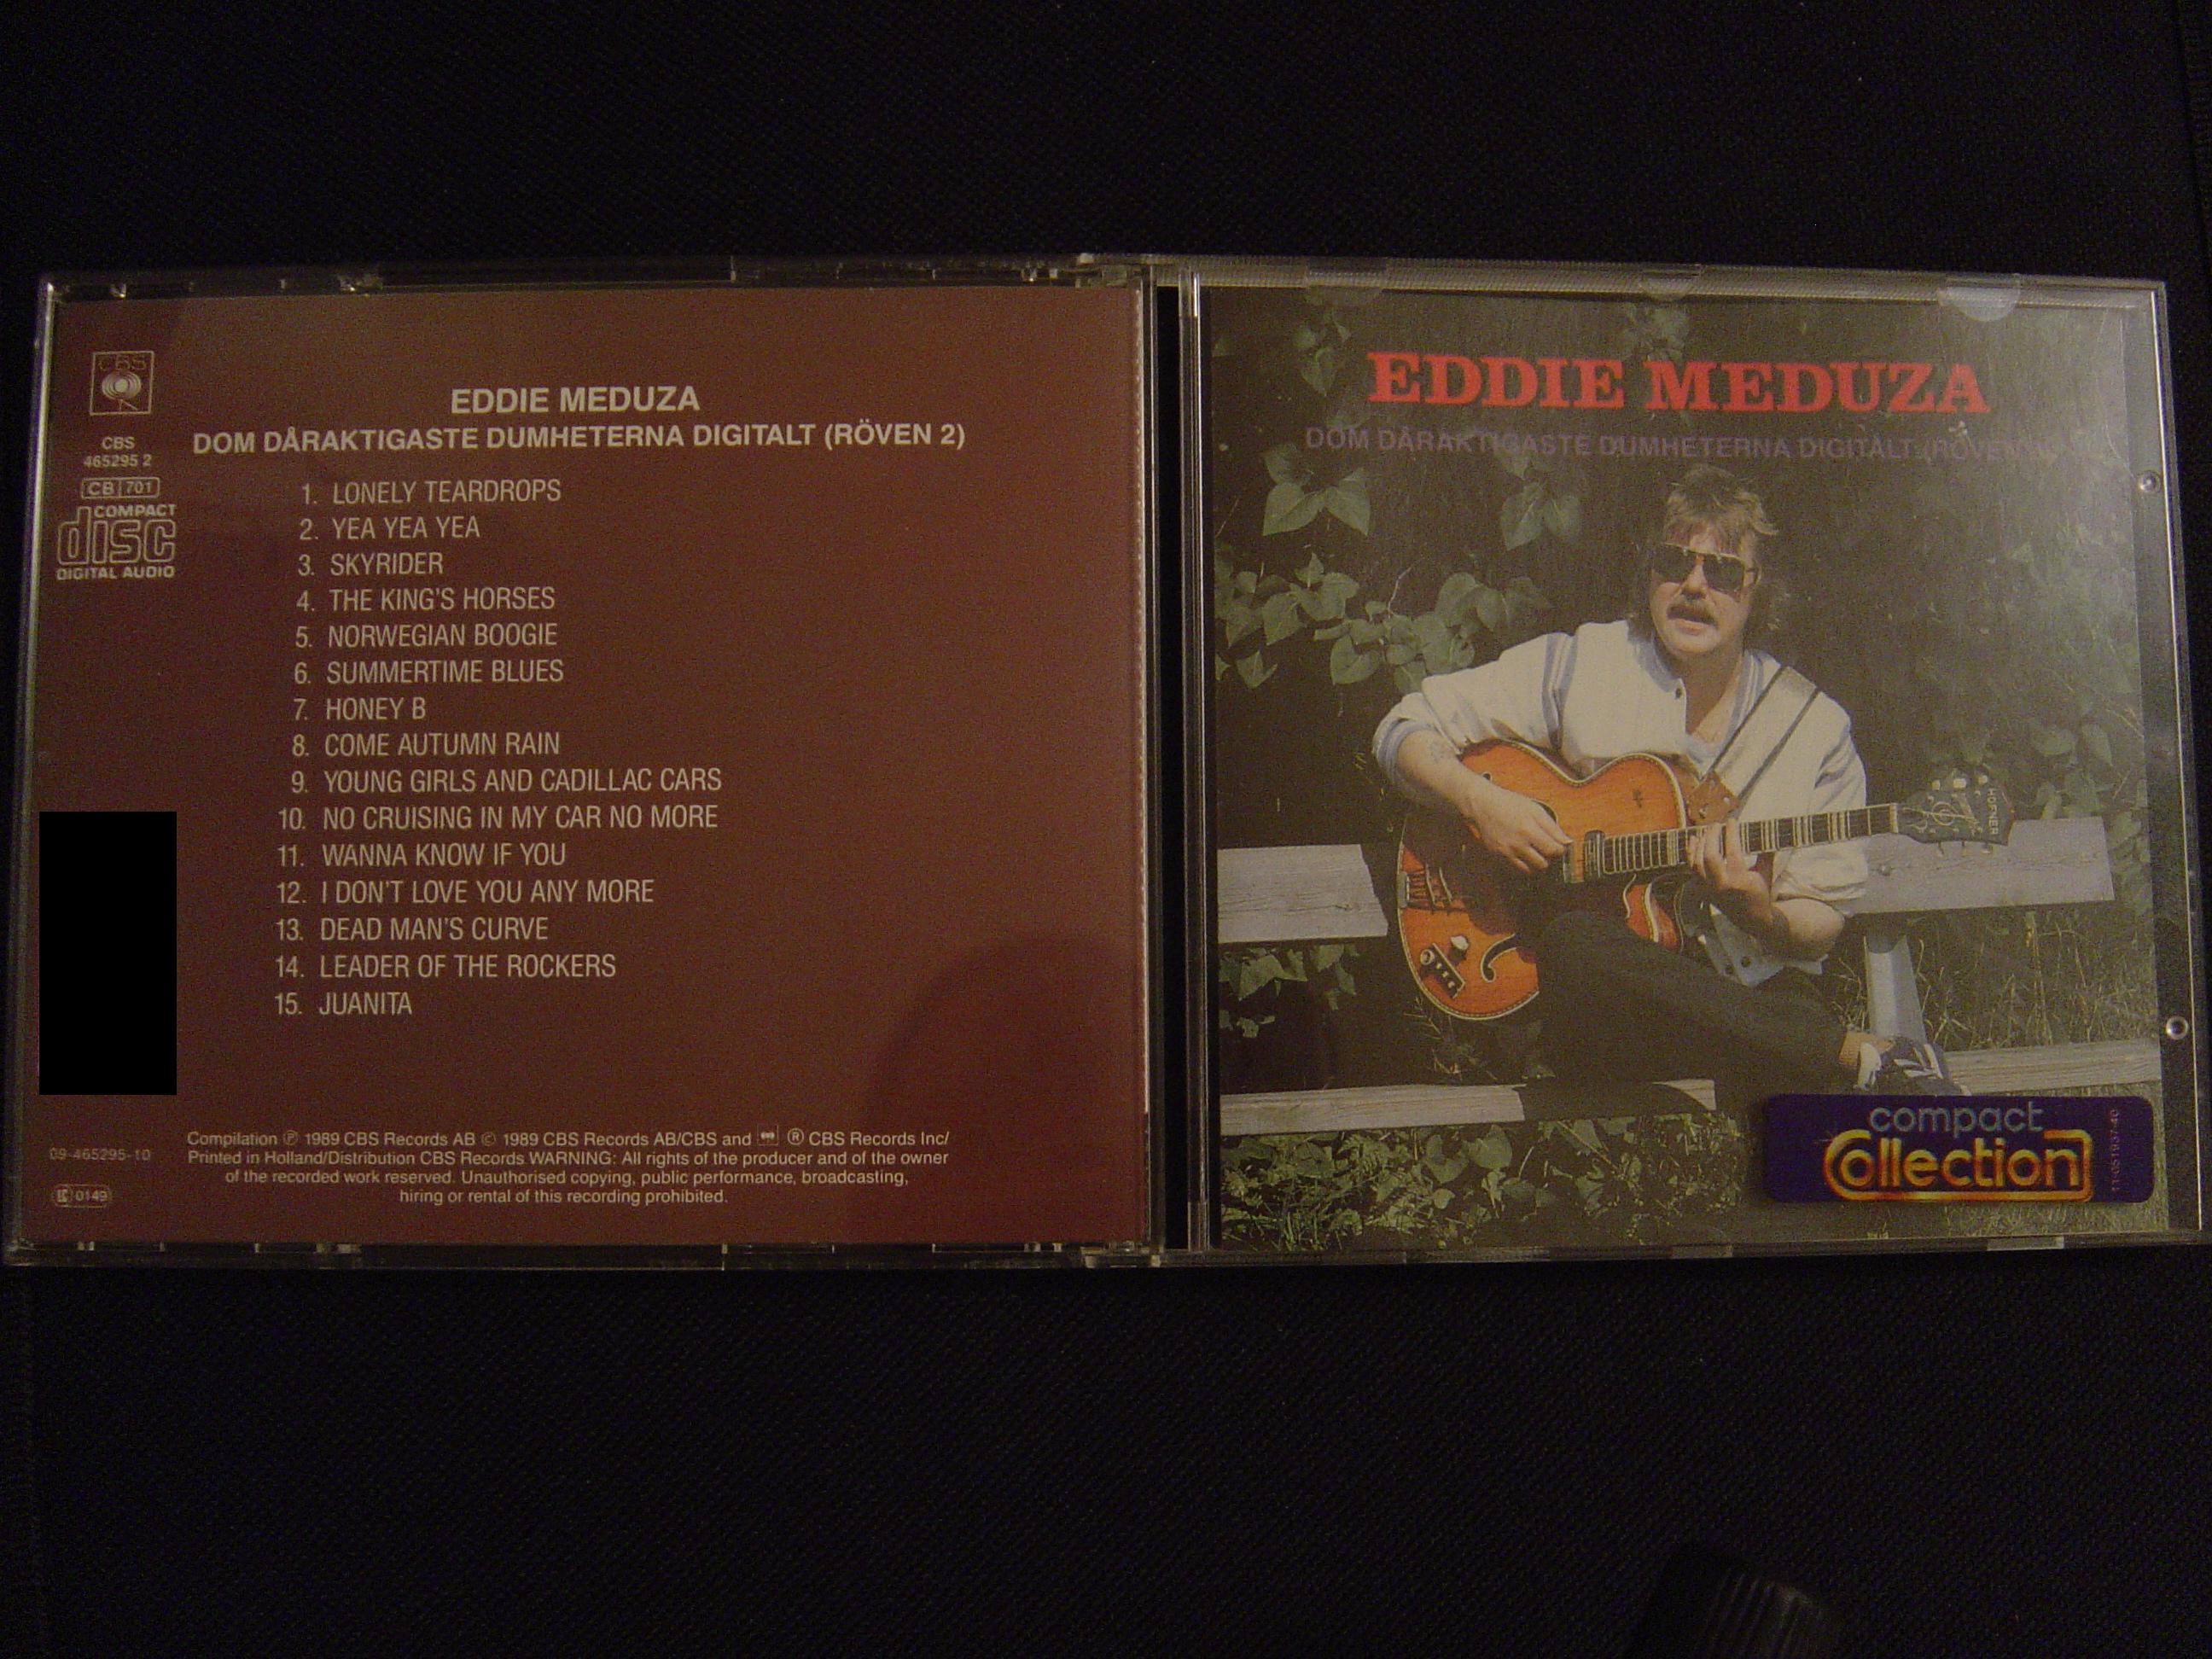 CBS
CBS
465295 2
CB 701
COMPACT
disc
DIGITAL AUDIO
EDDIE MEDUZA
DOM DÅRAKTIGASTE DUMHETERNA DIGITALT (RÖVEN 2)
1. LONELY TEARDROPS
2. YEA YEA YEA
3. SKYRIDER
4. THE KING'S HORSES
5. NORWEGIAN BOOGIE
6. SUMMERTIME BLUES
7. HONEY B
8. COME AUTUMN RAIN
9. YOUNG GIRLS AND CADILLAC CARS
10. NO CRUISING IN MY CAR NO MORE
11. WANNA KNOW IF YOU
12. I DON'T LOVE YOU ANY MORE
13. DEAD MAN'S CURVE
14. LEADER OF THE ROCKERS
15. JUANITA
09-465295-10
LC 0149
Compilation ℗ 1989 CBS Records AB © 1989 CBS Records AB/CBS and ® CBS Records Inc/
Printed in Holland/Distribution CBS Records WARNING: All rights of the producer and of the owner
of the recorded work reserved. Unauthorised copying, public performance, broadcasting,
hiring or rental of this recording prohibited.
EDDIE MEDUZA
DOM DÅRAKTIGASTE DUMHETERNA DIGITALT (RÖVEN
HOFNER
compact
Collection